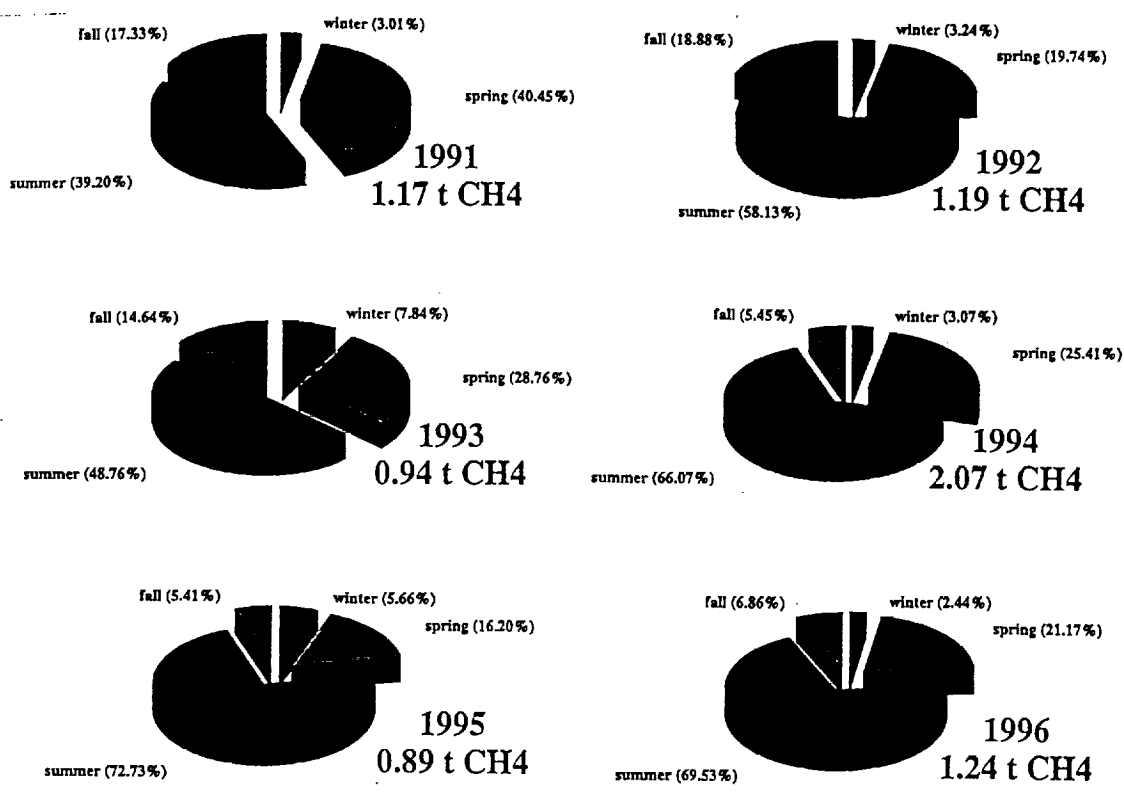 fall (17.33%)
winter (3.01%)
spring (40.45%)
summer (39.20%)
1991
1.17 t CH4
fall (18.88%)
winter (3.24%)
spring (19.74%)
summer (58.13%)
1992
1.19 t CH4
fall (14.64%)
winter (7.84%)
spring (28.76%)
summer (48.76%)
1993
0.94 t CH4
fall (5.45%)
winter (3.07%)
spring (25.41%)
summer (66.07%)
1994
2.07 t CH4
fall (5.41%)
winter (5.66%)
spring (16.20%)
summer (72.73%)
1995
0.89 t CH4
fall (6.86%)
winter (2.44%)
spring (21.17%)
summer (69.53%)
1996
1.24 t CH4